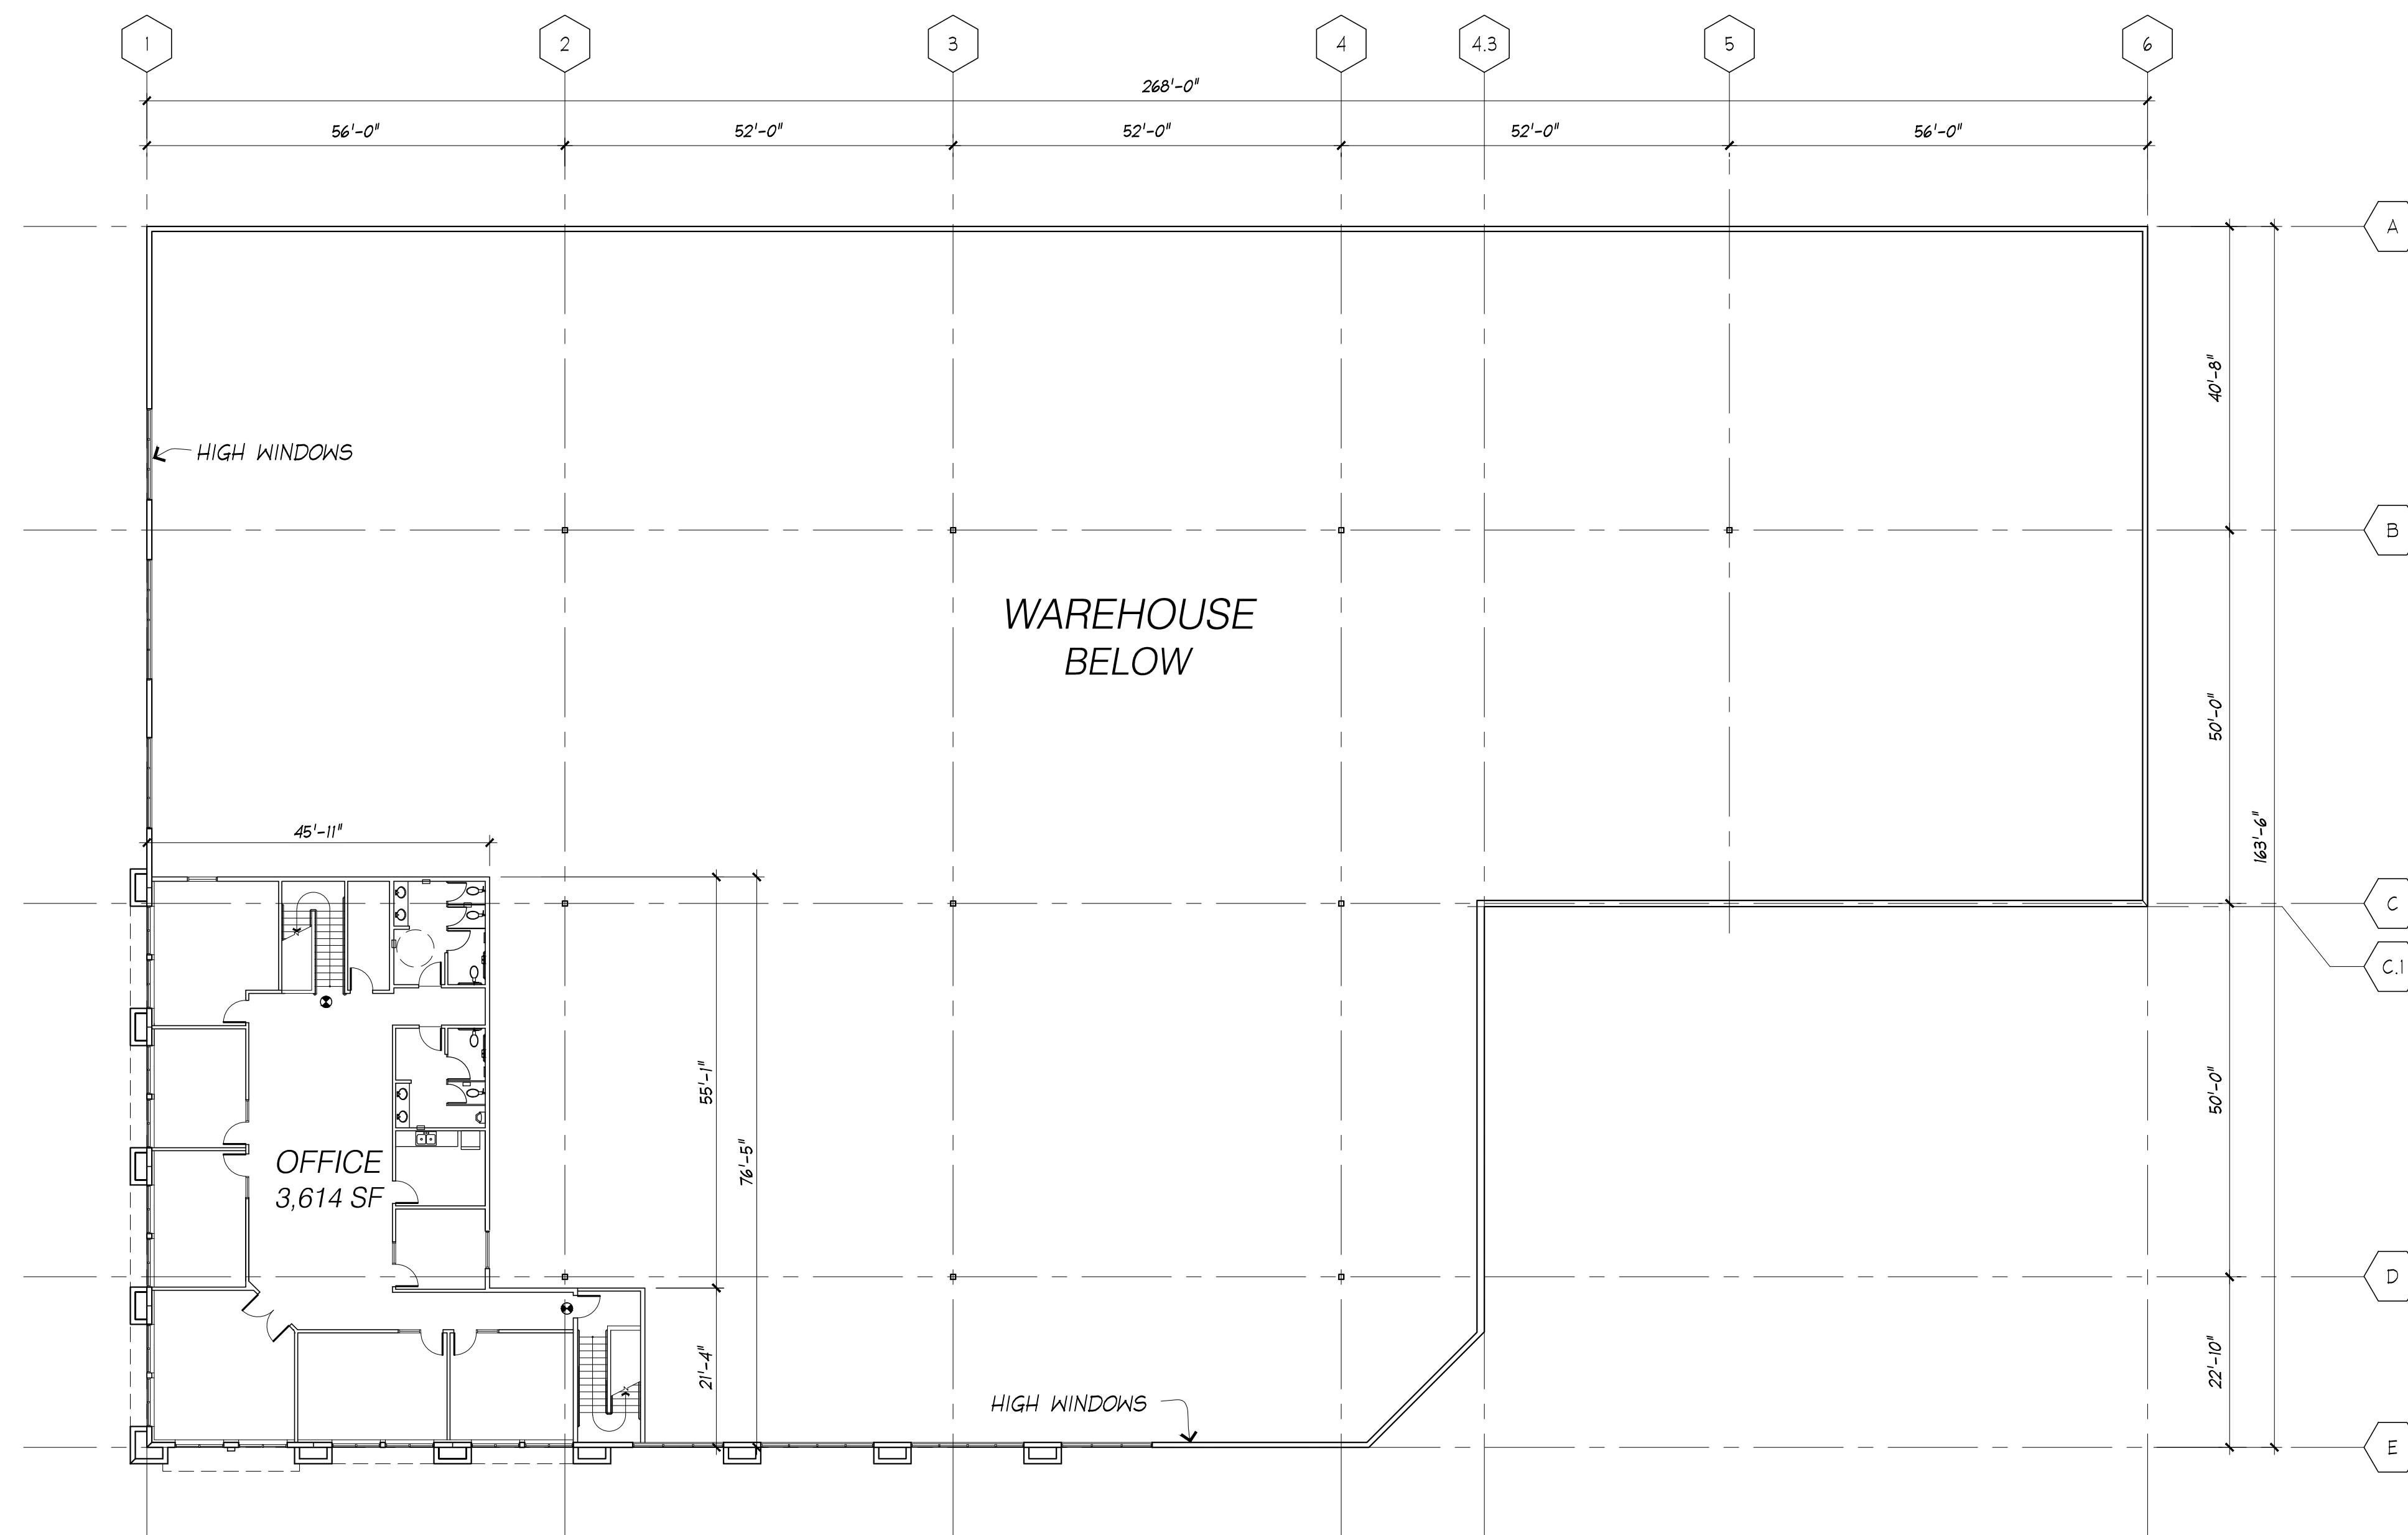 1
2
3
4
4.3
5
6
268'-0"
56'-0"
52'-0"
52'-0"
52'-0"
56'-0"
A
40'-8"
HIGH WINDOWS
B
WAREHOUSE
BELOW
50'-0"
163'-6"
45'-11"
C
C.1
55'-1"
76'-5"
50'-0"
OFFICE
3,614 SF
D
21'-4"
22'-10"
HIGH WINDOWS
E